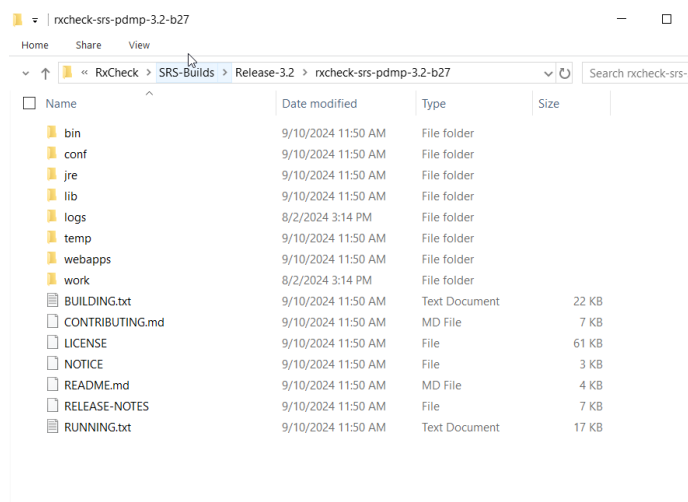 rxcheck-srs-pdmp-3.2-b27
Home Share View
« RxCheck > SRS-Builds > Release-3.2 > rxcheck-srs-pdmp-3.2-b27 Search rxcheck-srs-
Name Date modified Type Size
bin 9/10/2024 11:50 AM File folder
conf 9/10/2024 11:50 AM File folder
jre 9/10/2024 11:50 AM File folder
lib 9/10/2024 11:50 AM File folder
logs 8/2/2024 3:14 PM File folder
temp 9/10/2024 11:50 AM File folder
webapps 9/10/2024 11:50 AM File folder
work 8/2/2024 3:14 PM File folder
BUILDING.txt 9/10/2024 11:50 AM Text Document 22 KB
CONTRIBUTING.md 9/10/2024 11:50 AM MD File 7 KB
LICENSE 9/10/2024 11:50 AM File 61 KB
NOTICE 9/10/2024 11:50 AM File 3 KB
README.md 9/10/2024 11:50 AM MD File 4 KB
RELEASE-NOTES 9/10/2024 11:50 AM File 7 KB
RUNNING.txt 9/10/2024 11:50 AM Text Document 17 KB